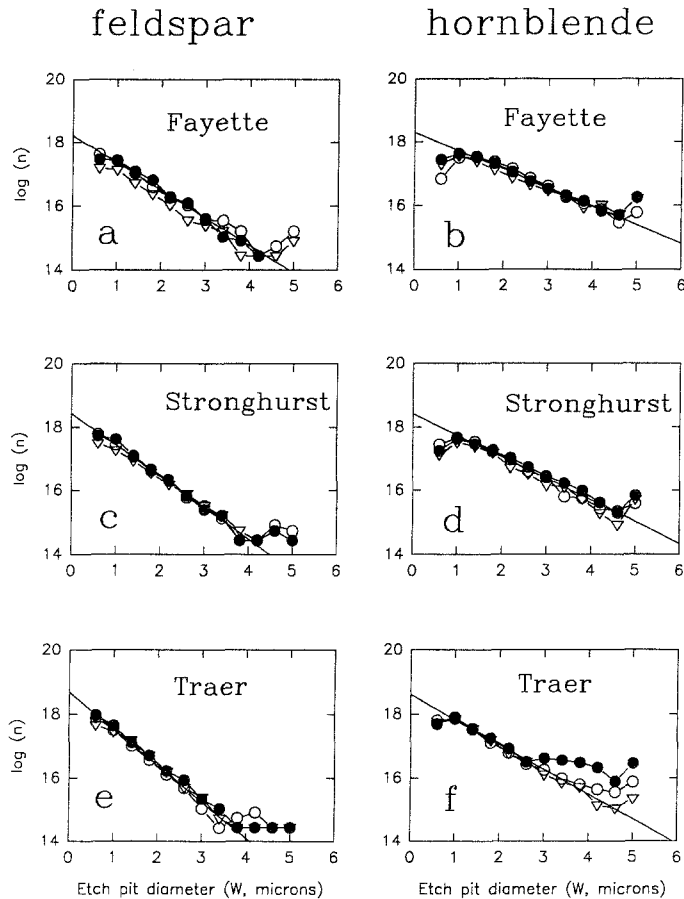 feldspar hornblende
20
18
16
14
log (n)
Fayette
a
0 1 2 3 4 5 6
20
18
16
14
log (n)
Fayette
b
0 1 2 3 4 5 6
20
18
16
14
log (n)
Stronghurst
c
0 1 2 3 4 5 6
20
18
16
14
log (n)
Stronghurst
d
0 1 2 3 4 5 6
20
18
16
14
log (n)
Traer
e
0 1 2 3 4 5 6
Etch pit diameter (W, microns)
20
18
16
14
log (n)
Traer
f
0 1 2 3 4 5 6
Etch pit diameter (W, microns)